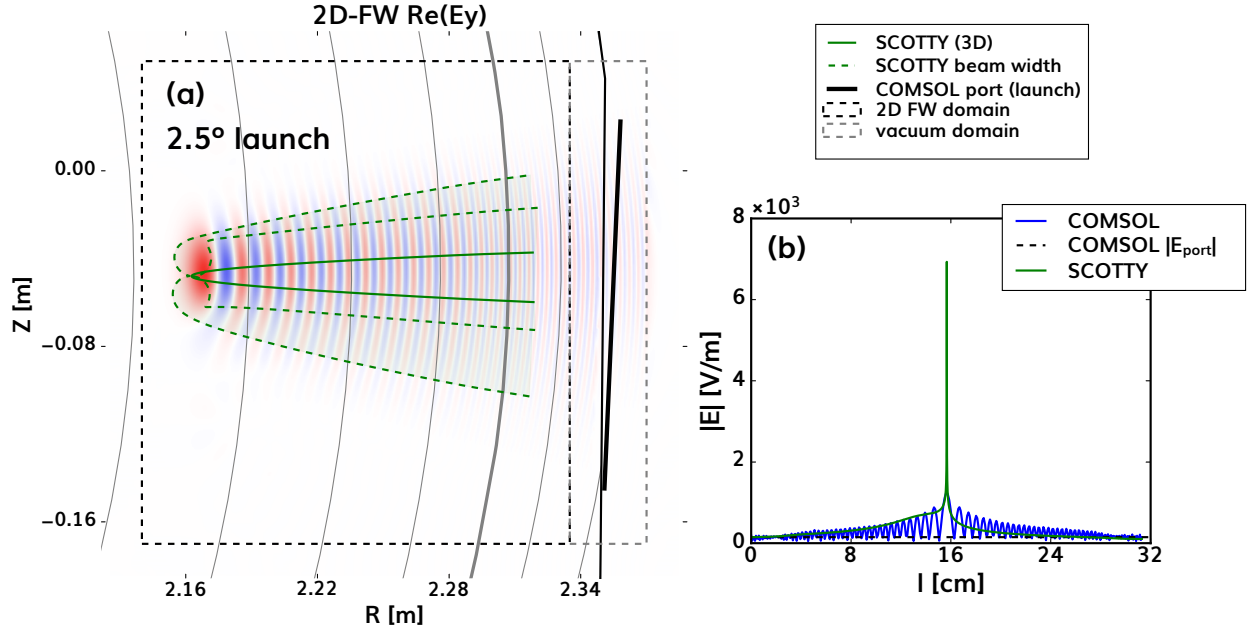 2D-FW Re(Ey)
(a)
2.5º launch
0.00
−0.08
−0.16
Z [m]
2.16
2.22
2.28
2.34
R [m]
SCOTTY (3D)
SCOTTY beam width
COMSOL port (launch)
2D FW domain
vacuum domain
×10³
(b)
COMSOL
COMSOL |Eport|
SCOTTY
8
6
4
2
0
|E| [V/m]
0
8
16
24
32
l [cm]